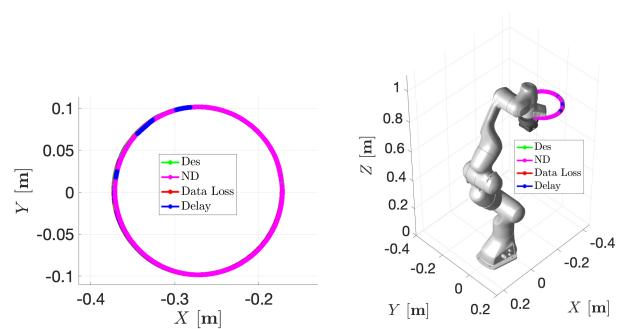 0.1
0.05
0
-0.05
-0.1
Y [m]
-0.4
-0.3
-0.2
X [m]
Des
ND
Data Loss
Delay
1
0.8
0.6
0.4
0.2
0
Z [m]
-0.4
-0.2
0
0.2
Y [m]
0.2
0
-0.2
-0.4
X [m]
Des
ND
Data Loss
Delay